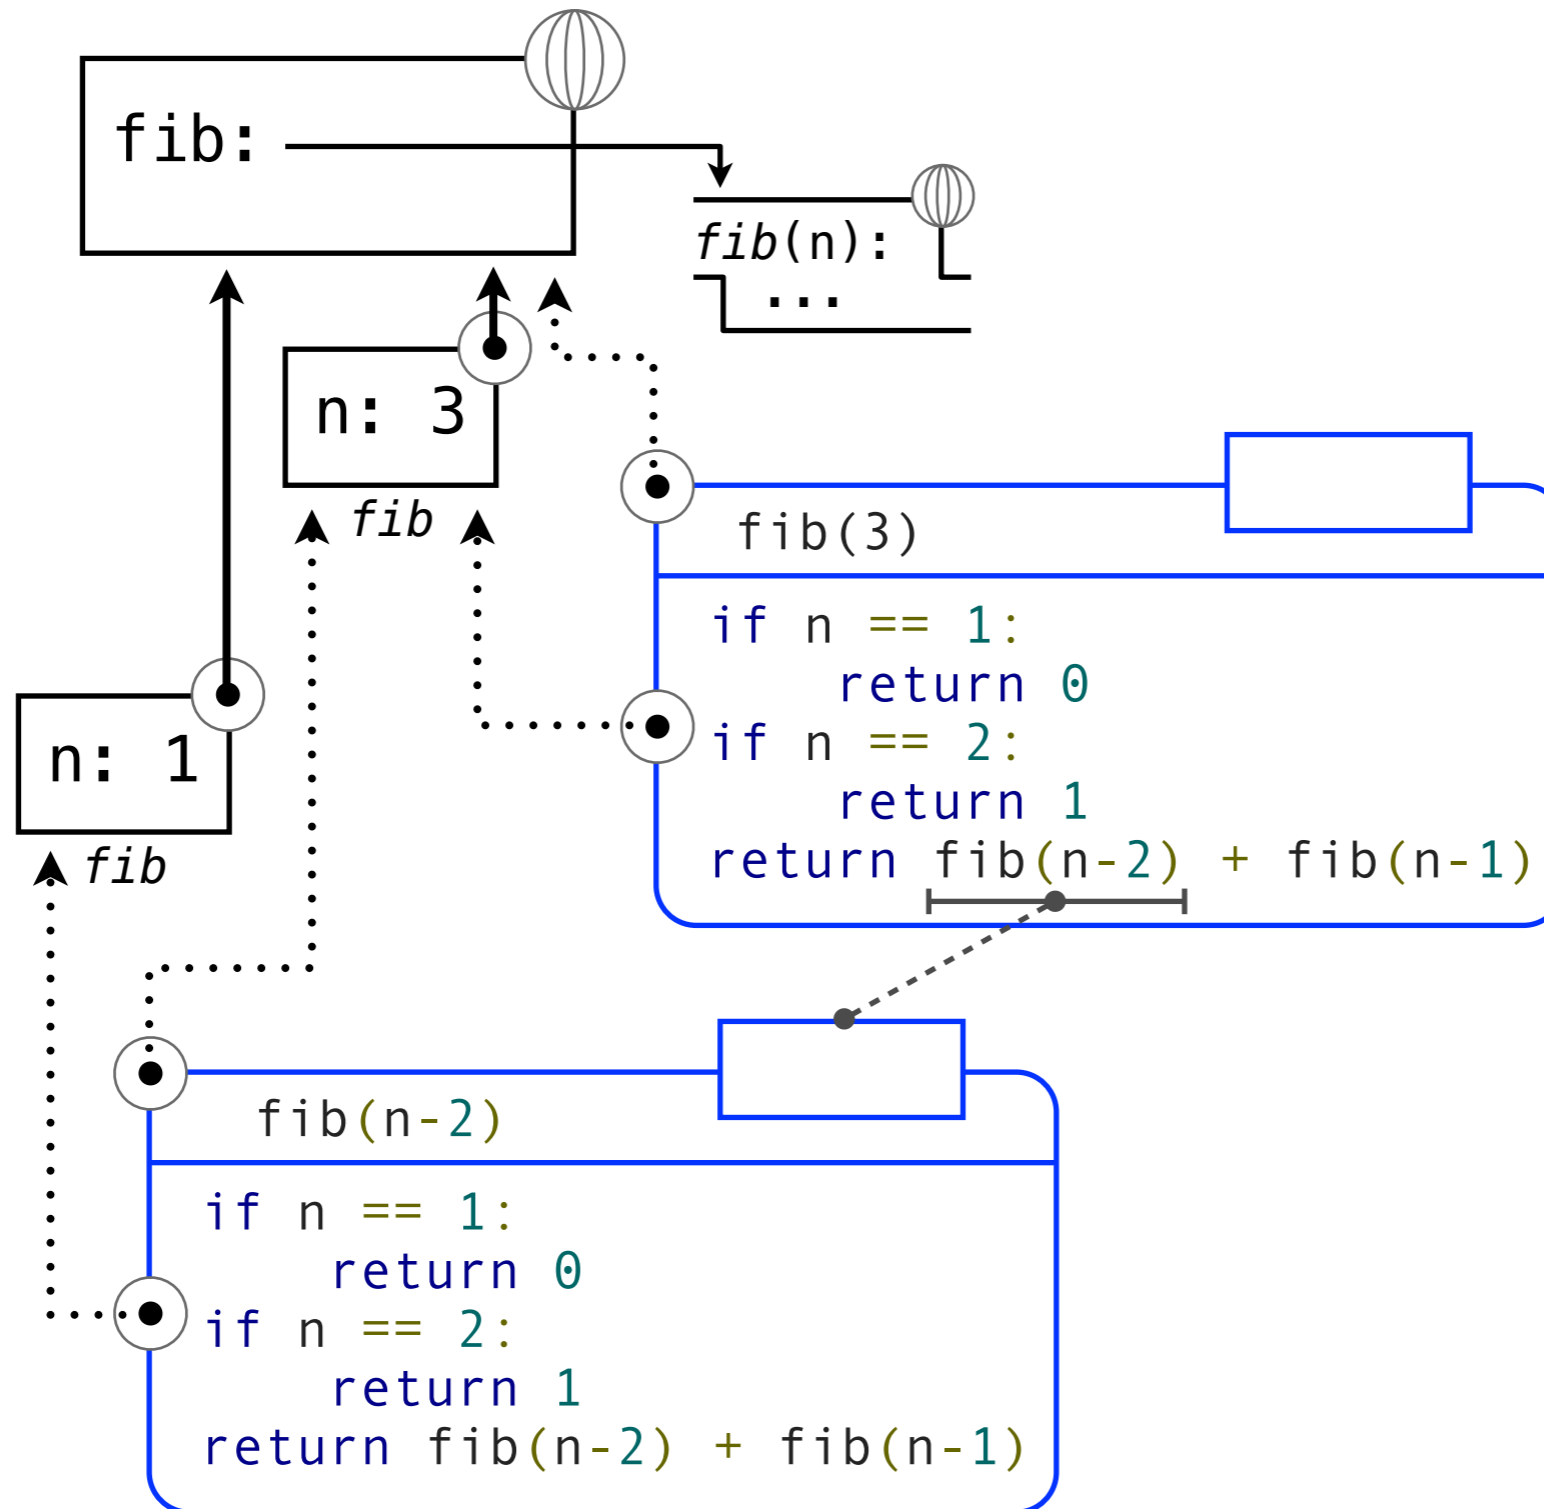 fib:
fib(n):
...
n: 3
fib
fib(3)
if n == 1:
    return 0
if n == 2:
    return 1
return fib(n-2) + fib(n-1)
n: 1
fib
fib(n-2)
if n == 1:
    return 0
if n == 2:
    return 1
return fib(n-2) + fib(n-1)